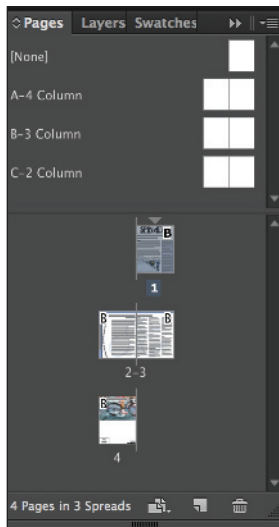 Pages Layers Swatches
[None]
A-4 Column
B-3 Column
C-2 Column
B
1
B B
2-3
B
4
4 Pages in 3 Spreads